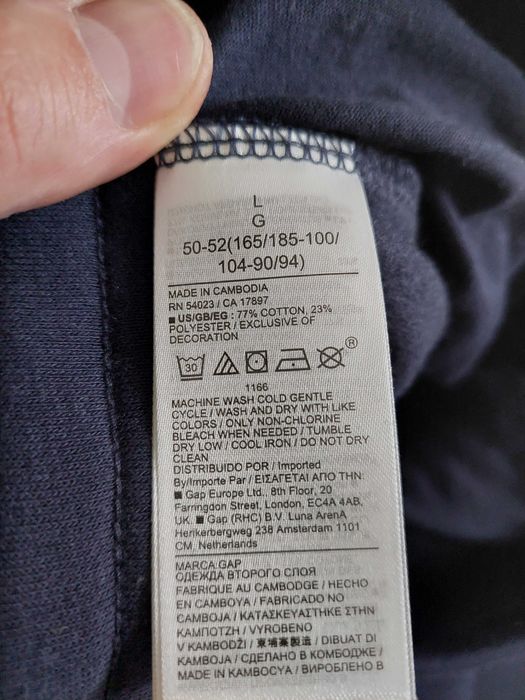 L
G
50-52(165/185-100/
104-90/94)
MADE IN CAMBODIA
RN 54023 / CA 17897
■ US/GB/EG : 77% COTTON, 23%
POLYESTER / EXCLUSIVE OF
DECORATION
30
®
1166
MACHINE WASH COLD GENTLE
CYCLE / WASH AND DRY WITH LIKE
COLORS / ONLY NON-CHLORINE
BLEACH WHEN NEEDED / TUMBLE
DRY LOW / COOL IRON / DO NOT DRY
CLEAN
DISTRIBUIDO POR / Imported
By/Importe Par / ΕΙΣΑΓΕΤΑΙ ΑΠΟ ΤΗΝ:
■ Gap Europe Ltd., 8th Floor, 20
Farringdon Street, London, EC4A 4AB,
UK. ■ Gap (RHC) B.V. Luna ArenA
Herikerbergweg 238 Amsterdam 1101
CM, Netherlands
MARCA:GAP
ОДЕЖДА ВТОРОГО СЛОЯ
FABRIQUE AU CAMBODGE / HECHO
EN CAMBOYA / FABRICADO NO
CAMBOJA / ΚΑΤΑΣΚΕΥΑΣΤΗΚΕ ΣΤΗΝ
ΚΑΜΠΟΤΖΗ / VYROBENO
V KAMBODŽI / 柬埔寨製造 / DIBUAT DI
KAMBOJA / СДЕЛАНО В КОМБОДЖЕ /
MADE IN KAMBOCYA / WYPRODUKOWANO W